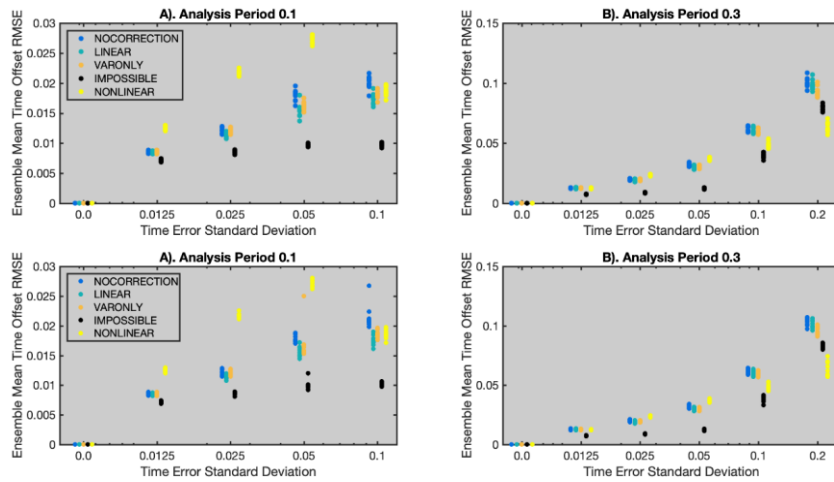 A). Analysis Period 0.1
Ensemble Mean Time Offset RMSE
0.03
0.025
0.02
0.015
0.01
0.005
0
NOCORRECTION
LINEAR
VARONLY
IMPOSSIBLE
NONLINEAR
0.0 0.0125 0.025 0.05 0.1
Time Error Standard Deviation
B). Analysis Period 0.3
Ensemble Mean Time Offset RMSE
0.15
0.1
0.05
0
0.0 0.0125 0.025 0.05 0.1 0.2
Time Error Standard Deviation
A). Analysis Period 0.1
Ensemble Mean Time Offset RMSE
0.03
0.025
0.02
0.015
0.01
0.005
0
NOCORRECTION
LINEAR
VARONLY
IMPOSSIBLE
NONLINEAR
0.0 0.0125 0.025 0.05 0.1
Time Error Standard Deviation
B). Analysis Period 0.3
Ensemble Mean Time Offset RMSE
0.15
0.1
0.05
0
0.0 0.0125 0.025 0.05 0.1 0.2
Time Error Standard Deviation